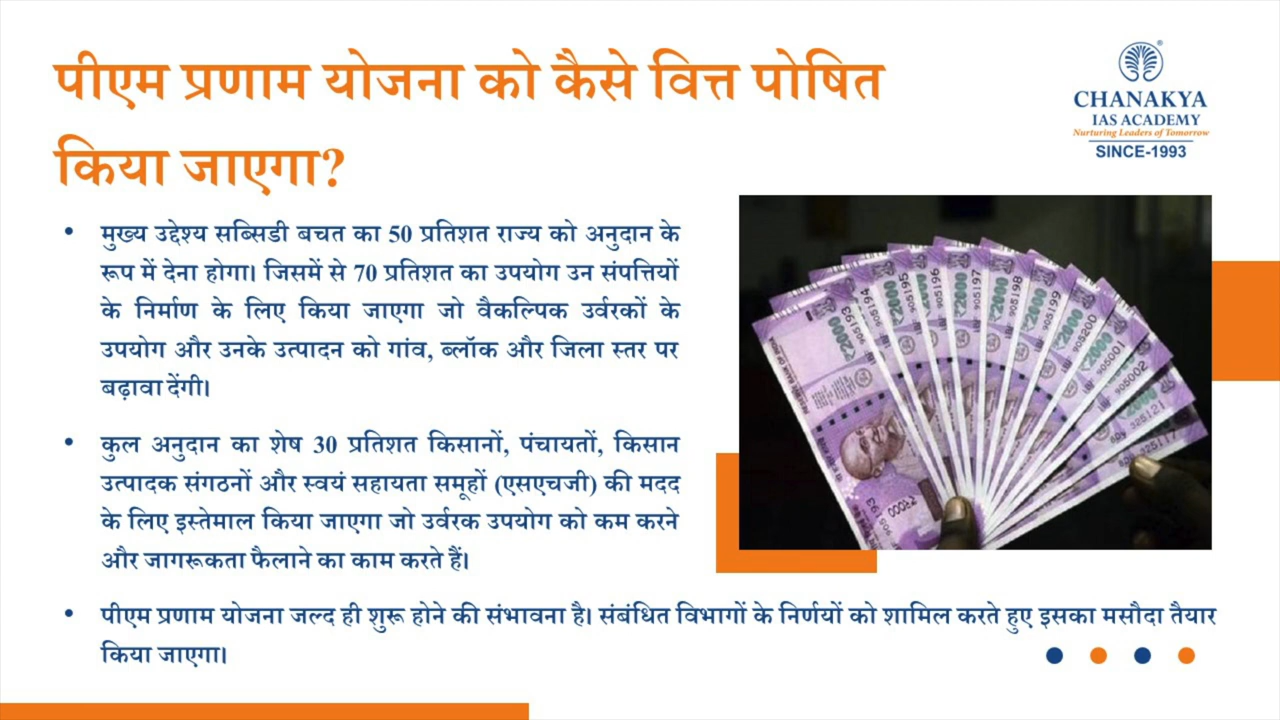 पीएम प्रणाम योजना को कैसे वित्त पोषित
किया जाएगा?
CHANAKYA
IAS ACADEMY
Nurturing Leaders of Tomorrow
SINCE-1993
• मुख्य उद्देश्य सब्सिडी बचत का 50 प्रतिशत राज्य को अनुदान के
रूप में देना होगा। जिसमें से 70 प्रतिशत का उपयोग उन संपत्तियों
के निर्माण के लिए किया जाएगा जो वैकल्पिक उर्वरकों के
उपयोग और उनके उत्पादन को गांव, ब्लॉक और जिला स्तर पर
बढ़ावा देंगी।
• कुल अनुदान का शेष 30 प्रतिशत किसानों, पंचायतों, किसान
उत्पादक संगठनों और स्वयं सहायता समूहों (एसएचजी) की मदद
के लिए इस्तेमाल किया जाएगा जो उर्वरक उपयोग को कम करने
और जागरूकता फैलाने का काम करते हैं।
• पीएम प्रणाम योजना जल्द ही शुरू होने की संभावना है। संबंधित विभागों के निर्णयों को शामिल करते हुए इसका मसौदा तैयार
किया जाएगा।